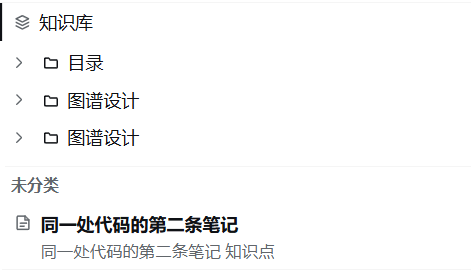 知识库
目录
图谱设计
图谱设计
未分类
同一处代码的第二条笔记
同一处代码的第二条笔记 知识点